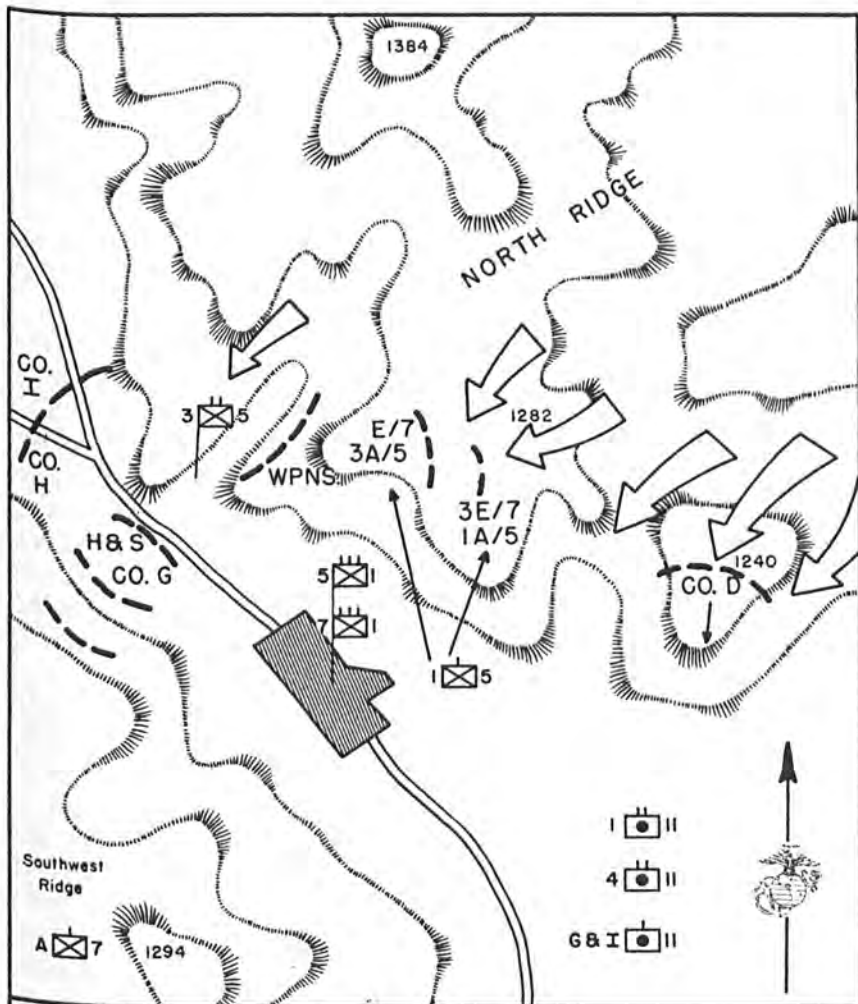 1384
NORTH RIDGE
CO. I
3 5
E/7
3A/5
1282
CO. H
WPNS
3E/7
1A/5
H & S
CO. G
1240
CO. D
5 1
7 1
1 5
1 11
4 11
G & I 11
Southwest
Ridge
A 7
1294